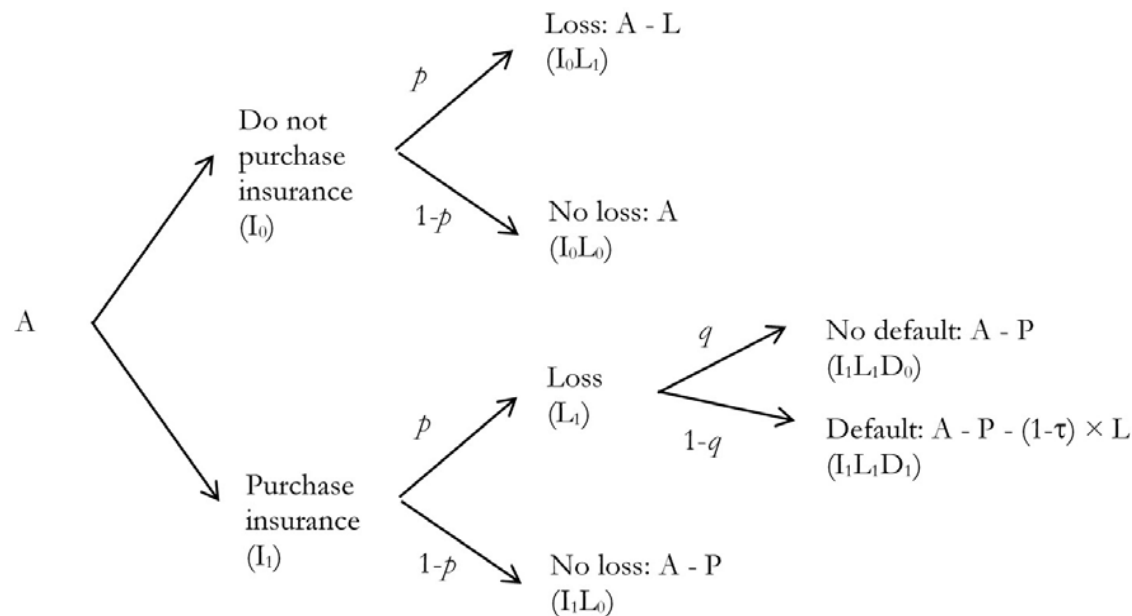 Loss: A - L
(I₀L₁)
p
Do not
purchase
insurance
(I₀)
1-p
No loss: A
(I₀L₀)
A
q
No default: A - P
(I₁L₁D₀)
Loss
(L₁)
p
1-q
Default: A - P - (1-τ) × L
(I₁L₁D₁)
Purchase
insurance
(I₁)
1-p
No loss: A - P
(I₁L₀)